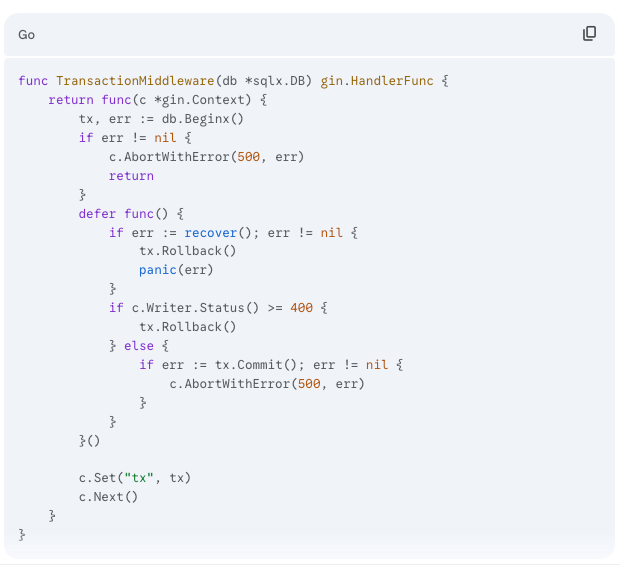 Go
func TransactionMiddleware(db *sqlx.DB) gin.HandlerFunc {
    return func(c *gin.Context) {
        tx, err := db.Beginx()
        if err != nil {
            c.AbortWithError(500, err)
            return
        }
        defer func() {
            if err := recover(); err != nil {
                tx.Rollback()
                panic(err)
            }
            if c.Writer.Status() >= 400 {
                tx.Rollback()
            } else {
                if err := tx.Commit(); err != nil {
                    c.AbortWithError(500, err)
                }
            }
        }()

        c.Set("tx", tx)
        c.Next()
    }
}